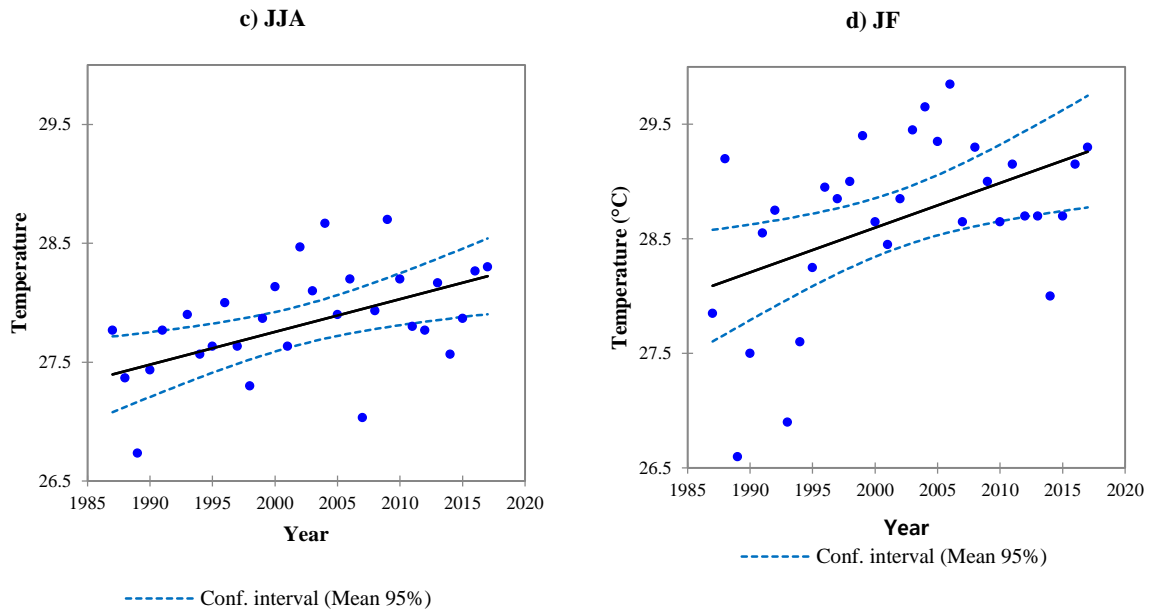 c) JJA
29.5
28.5
27.5
26.5
1985 1990 1995 2000 2005 2010 2015 2020
Temperature
Year
Conf. interval (Mean 95%)
d) JF
29.5
28.5
27.5
26.5
1985 1990 1995 2000 2005 2010 2015 2020
Temperature (°C)
Year
Conf. interval (Mean 95%)